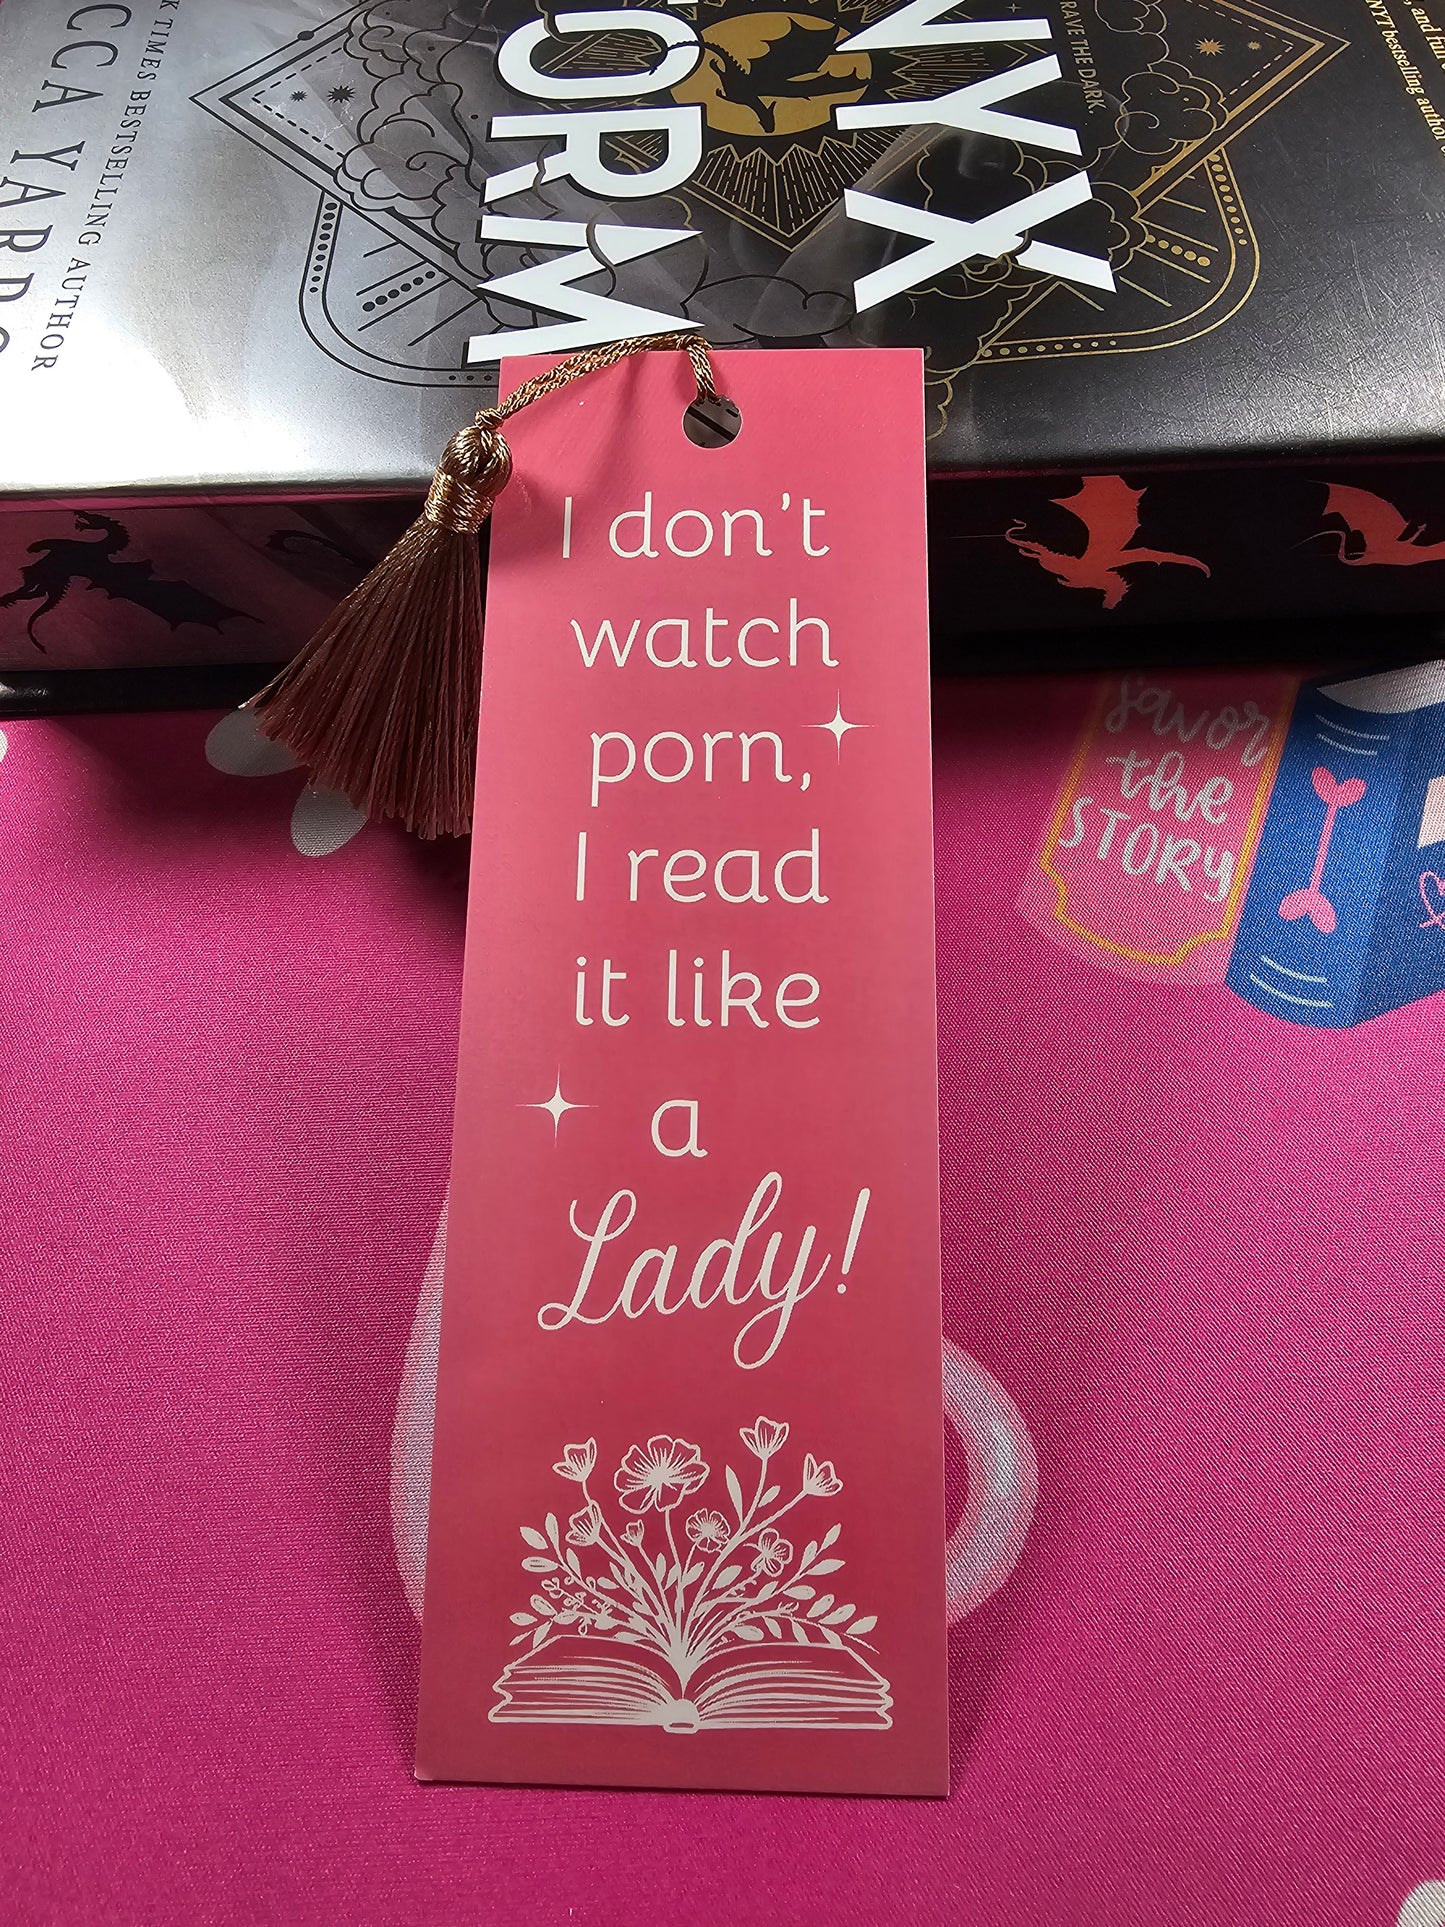 K TIMES BESTSELLING AUTHOR
CCA YARRO
NYX
ORM
RAVE THE DARK.
NYT bestselling author
I don't
watch
porn,
I read
it like
a
Lady!
Savor
the
STORY